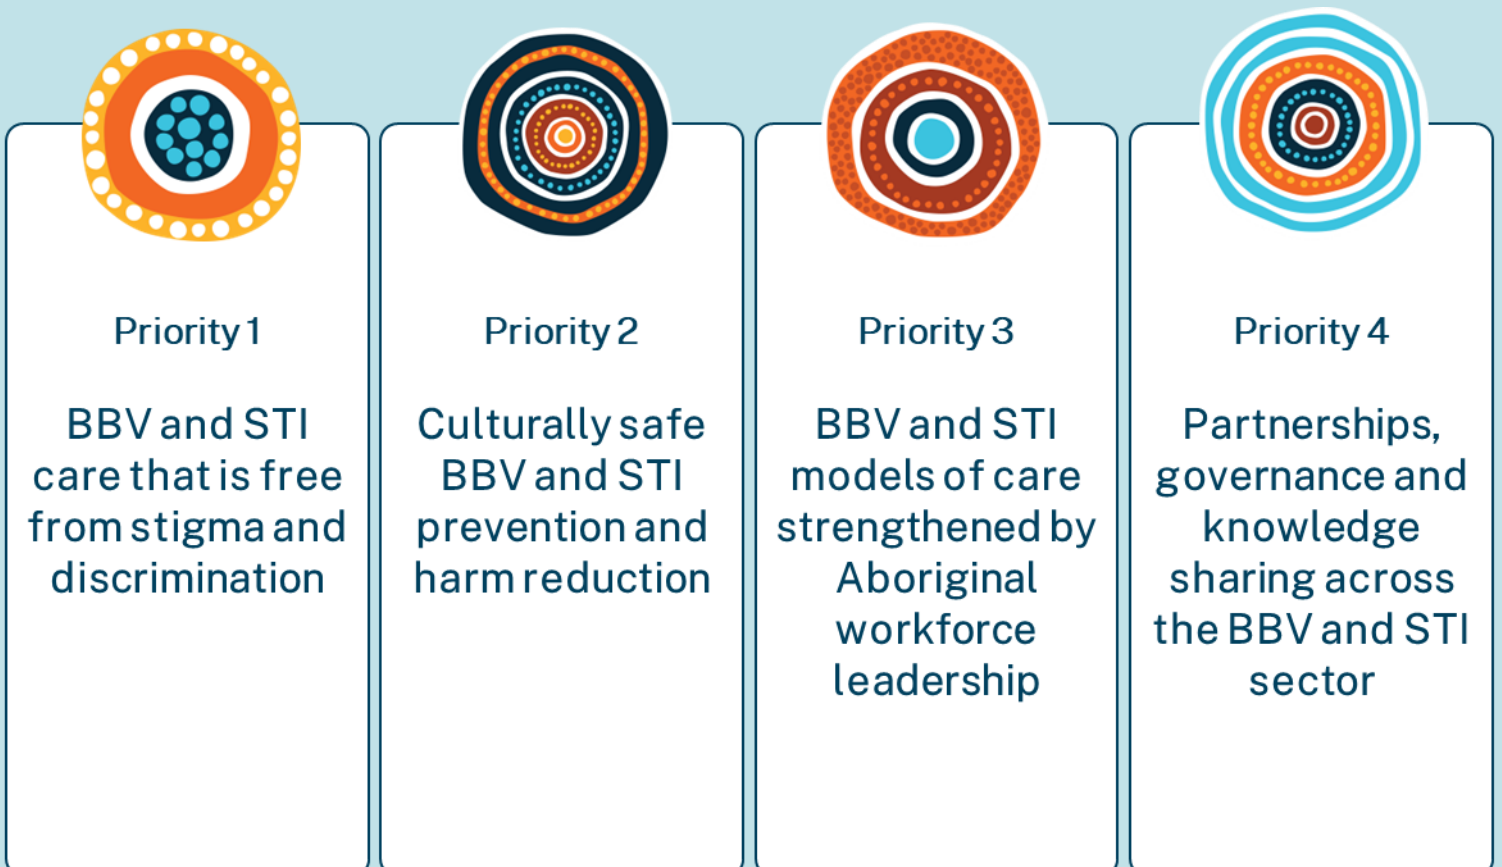 Priority 1
BBV and STI
care that is free
from stigma and
discrimination
Priority 2
Culturally safe
BBV and STI
prevention and
harm reduction
Priority 3
BBV and STI
models of care
strengthened by
Aboriginal
workforce
leadership
Priority 4
Partnerships,
governance and
knowledge
sharing across
the BBV and STI
sector